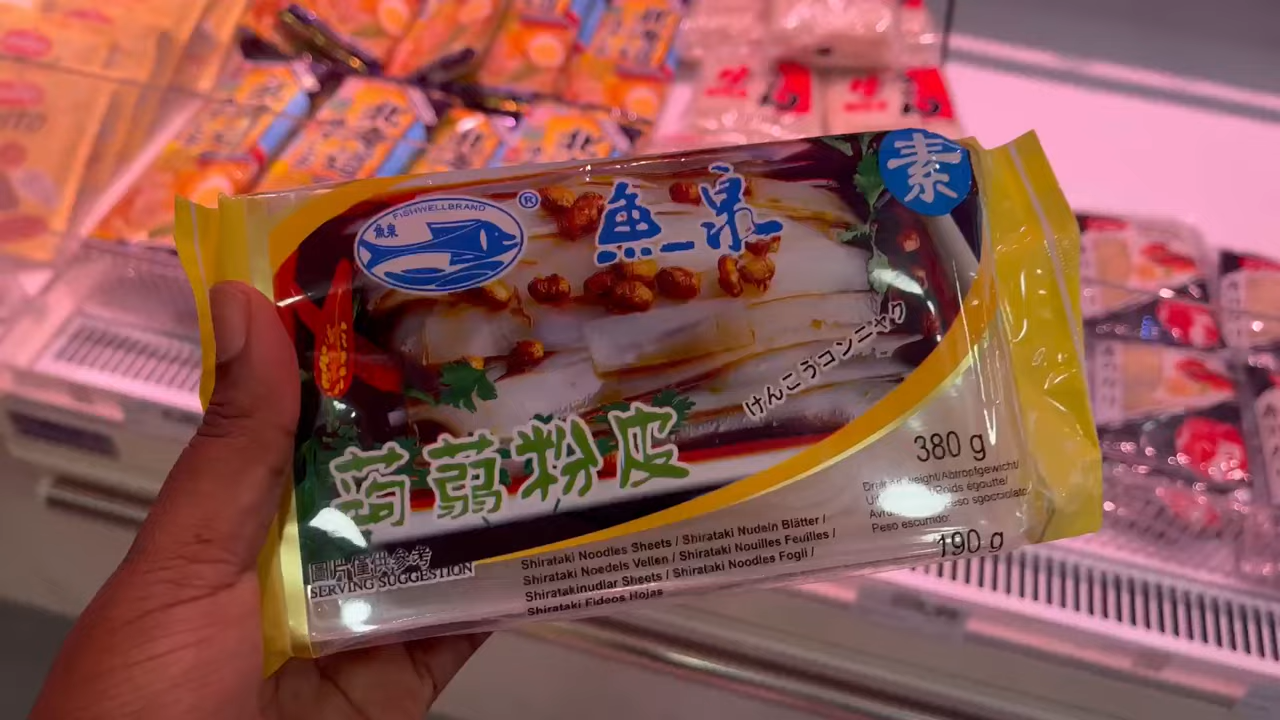 FISHWELLBRAND
魚泉
®
魚泉
素
けんこうコンニャク
蒟蒻粉皮
圖片僅供參考
SERVING SUGGESTION
Shirataki Noodles Sheets / Shirataki Nudeln Blätter /
Shirataki Noedels Vellen / Shirataki Nouilles Feuilles /
Shiratakinudlar Sheets / Shirataki Noodles Fogli /
Shirataki Fideos Hojas
380 g
Drained weight/Abtropfgewicht/
Poids égoutté/
peso sgocciolato/
Peso escurrido:
190 g